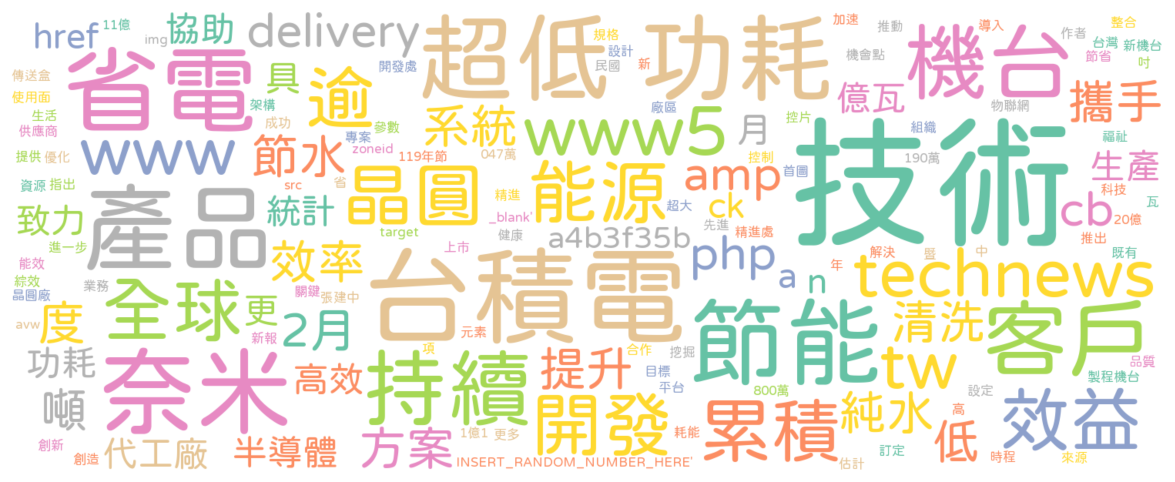 href
11億
img
協助
delivery
超低功耗
規格
設計
民國
新
加速
推動
導入
機會點
作者
整合
台灣
新機台
節省
吋
機台
傳送盒
使用面
生活
供應商
省電
具
開發處
逾
架構
成功
專案
參數
zoneid
系統
廠區
www5
月
億瓦
控片
物聯網
組織
攜手
福祉
提供
優化
www
節水
119年節
047萬
190萬
技術
生產
科技
資源
指出
src
省
晶圓
精進
_blank'
能源
amp
控制
首圖
超大
ck
先進
精進處
瓦
cb
20億
推出
致力
進一步
產品
統計
target
健康
a4b3f35b
php
a
n
年
解決
暨
中
既有
能效
綜效
晶圓廠
業務
效率
關鍵
張建中
上市
台積電
technews
avw
度
全球
更
新報
2月
元素
節能
清洗
客戶
功耗
奈米
高效
項
持續
提升
合作
挖掘
目標
平台
tw
品質
製程機台
噸
800萬
設定
開發
累積
純水
高
低
效益
創新
創造
代工廠
半導體
方案
1億1
更多
耗能
INSERT_RANDOM_NUMBER_HERE'
估計
訂定
時程
來源